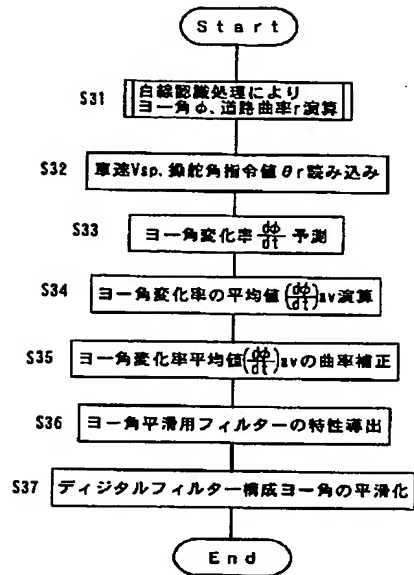 Start
S31
白線認識処理により
ヨー角φ、道路曲率r演算
S32
車速Vsp、操舵角指令値θr読み込み
S33
ヨー角変化率 dφ/dt 予測
S34
ヨー角変化率の平均値(dφ/dt)av演算
S35
ヨー角変化率平均値(dφ/dt)avの曲率補正
S36
ヨー角平滑用フィルターの特性導出
S37
ディジタルフィルター構成ヨー角の平滑化
End